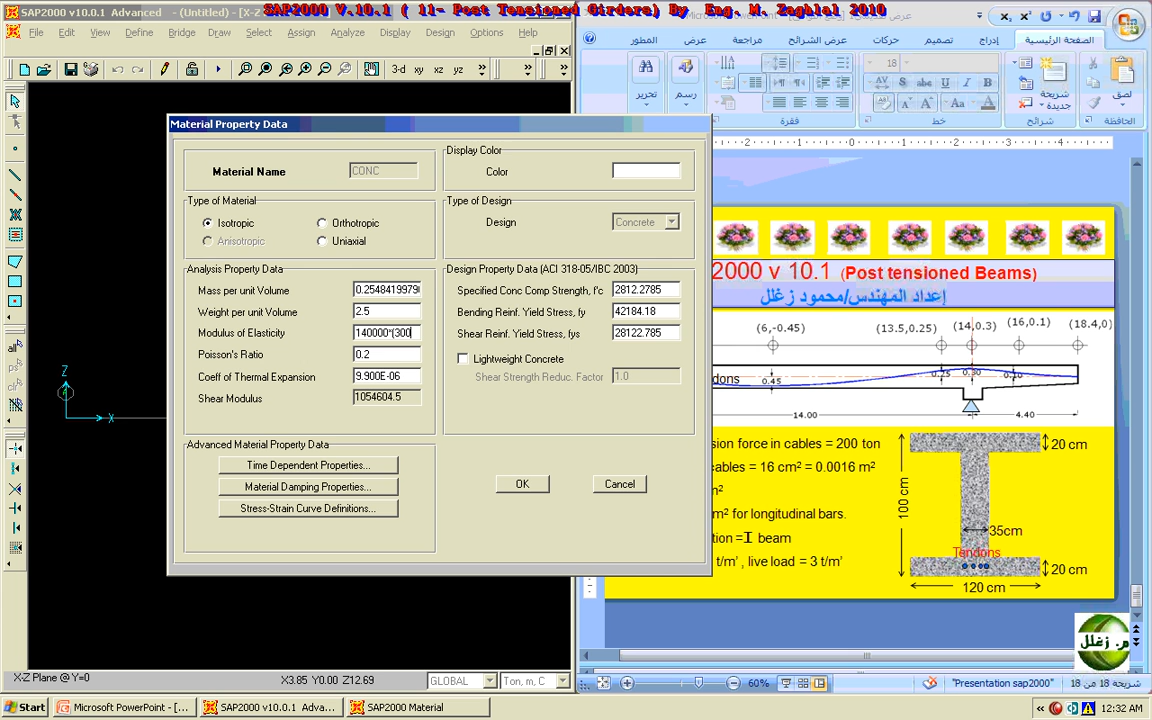 SAP2000 V.10.1 ( 11- Post Tensioned Girders) By Eng. M. Zaghlal 2010
SAP2000 v10.0.1 Advanced - (Untitled) - [X-Z
File Edit View Define Bridge Draw Select Assign Analyze Display Design Options Help
3-d xy xz yz
Material Property Data
Material Name CONC
Type of Material
Isotropic Orthotropic
Anisotropic Uniaxial
Analysis Property Data
Mass per unit Volume 0.2548419979
Weight per unit Volume 2.5
Modulus of Elasticity 140000*(300
Poisson's Ratio 0.2
Coeff of Thermal Expansion 9.900E-06
Shear Modulus 1054604.5
Advanced Material Property Data
Time Dependent Properties...
Material Damping Properties...
Stress-Strain Curve Definitions...
Display Color
Color
Type of Design
Design Concrete
Design Property Data (ACI 318-05/IBC 2003)
Specified Conc Comp Strength, f'c 2812.2785
Bending Reinf. Yield Stress, fy 42184.18
Shear Reinf. Yield Stress, fys 28122.785
Lightweight Concrete
Shear Strength Reduc. Factor 1.0
OK Cancel
X-Z Plane @ Y=0 X3.85 Y0.00 Z12.69 GLOBAL Ton, m, C
Z
X
الصفحة الرئيسية إدراج تصميم حركات عرض الشرائح مراجعة عرض المطور
لصق شريحة جديدة رسم تحرير
الحافظة شرائح خط فقرة
18
2000 v 10.1 (Post tensioned Beams)
إعداد المهندس/محمود زغلل
(6,-0.45) (13.5,0.25) (14,0.3) (16,0.1) (18.4,0)
dons 0.45 0.25 0.30 0.10
14.00 4.40
sion force in cables = 200 ton
cables = 16 cm² = 0.0016 m²
m²
m² for longitudinal bars.
tion =I beam
t/m’ , live load = 3 t/m’
20 cm
100 cm
35cm
Tendons
20 cm
120 cm
م. زغلل
شريحة 18 من 18 "Presentation sap2000" 60%
Start Microsoft PowerPoint - [... SAP2000 v10.0.1 Advan... SAP2000 Material 12:32 AM